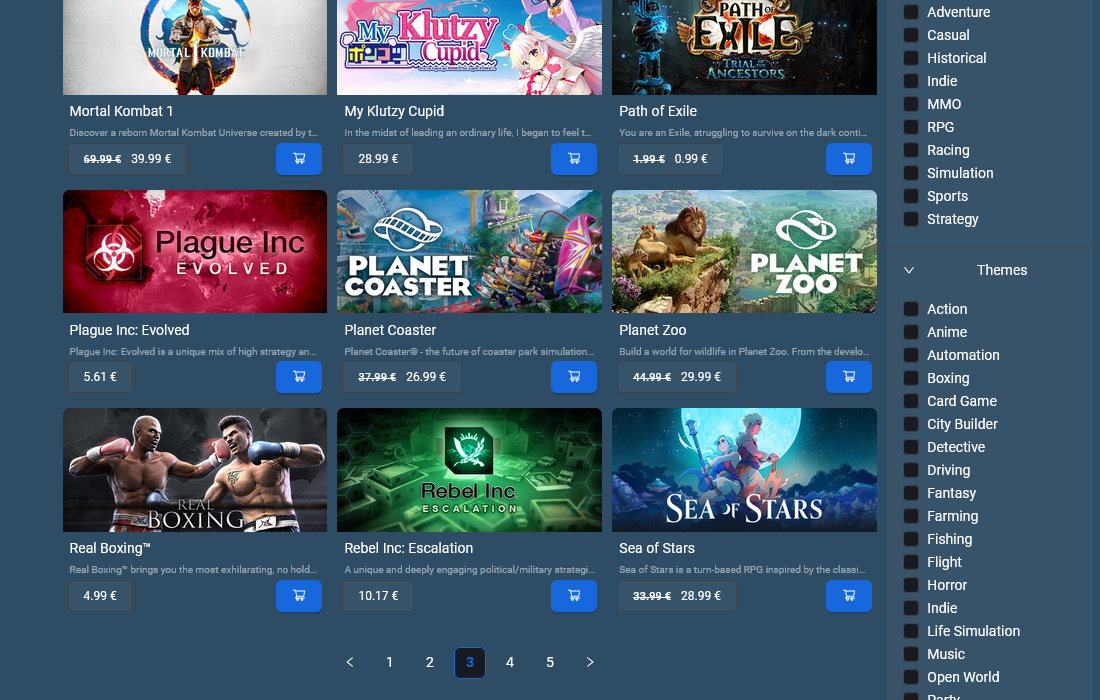 MORTAL KOMBAT
My Klutzy Cupid
ポンコツ
PATH OF EXILE
TRIAL OF THE ANCESTORS
Mortal Kombat 1
My Klutzy Cupid
Path of Exile
Discover a reborn Mortal Kombat Universe created by t...
In the midst of leading an ordinary life, I began to feel t...
You are an Exile, struggling to survive on the dark conti...
69.99 € 39.99 €
28.99 €
1.99 € 0.99 €
Plague Inc
EVOLVED
PLANET
COASTER
PLANET
ZOO
Plague Inc: Evolved
Planet Coaster
Planet Zoo
Plague Inc: Evolved is a unique mix of high strategy an...
Planet Coaster® - the future of coaster park simulation...
Build a world for wildlife in Planet Zoo. From the develo...
5.61 €
37.99 € 26.99 €
44.99 € 29.99 €
REAL
BOXING
Rebel Inc
ESCALATION
SEA OF STARS
Real Boxing™
Rebel Inc: Escalation
Sea of Stars
Real Boxing™ brings you the most exhilarating, no hold...
A unique and deeply engaging political/military strategi...
Sea of Stars is a turn-based RPG inspired by the classi...
4.99 €
10.17 €
33.99 € 28.99 €
1 2 3 4 5
Adventure
Casual
Historical
Indie
MMO
RPG
Racing
Simulation
Sports
Strategy
Themes
Action
Anime
Automation
Boxing
Card Game
City Builder
Detective
Driving
Fantasy
Farming
Fishing
Flight
Horror
Indie
Life Simulation
Music
Open World
Party